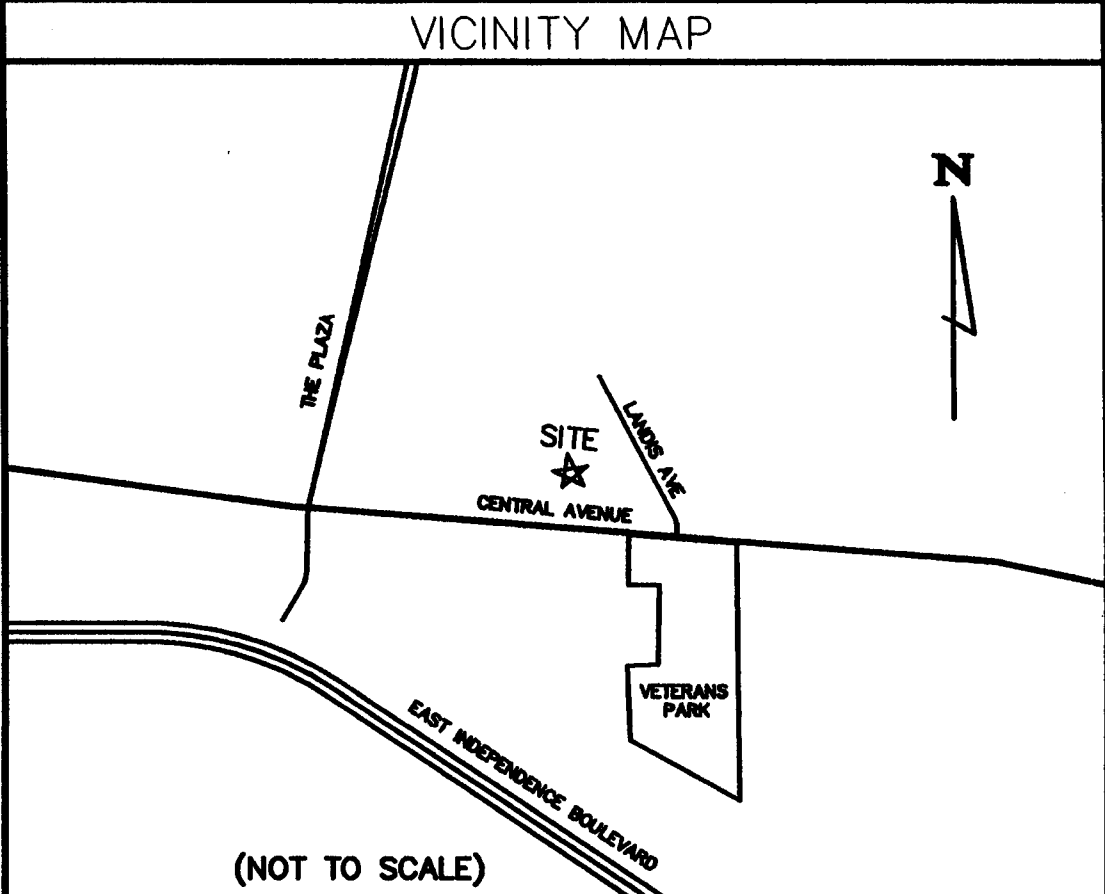 VICINITY MAP
N
THE PLAZA
LANDIS AVE
SITE
CENTRAL AVENUE
VETERANS
PARK
EAST INDEPENDENCE BOULEVARD
(NOT TO SCALE)